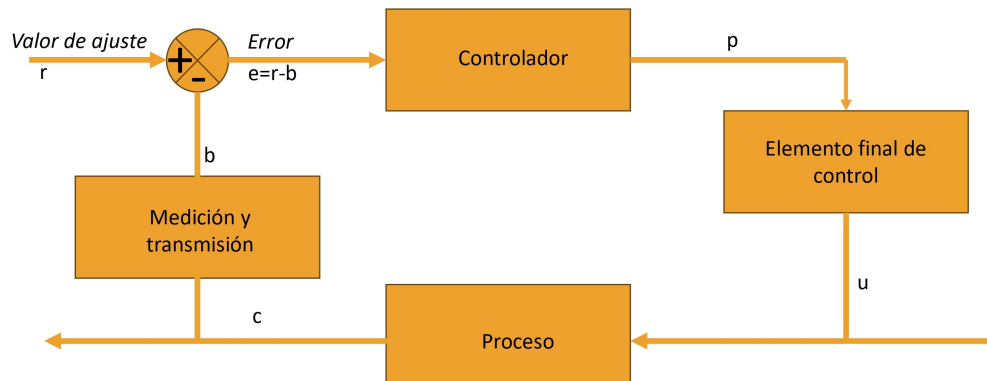 Valor de ajuste
r
+
-
Error
e=r-b
Controlador
p
Elemento final de
control
b
Medición y
transmisión
c
Proceso
u